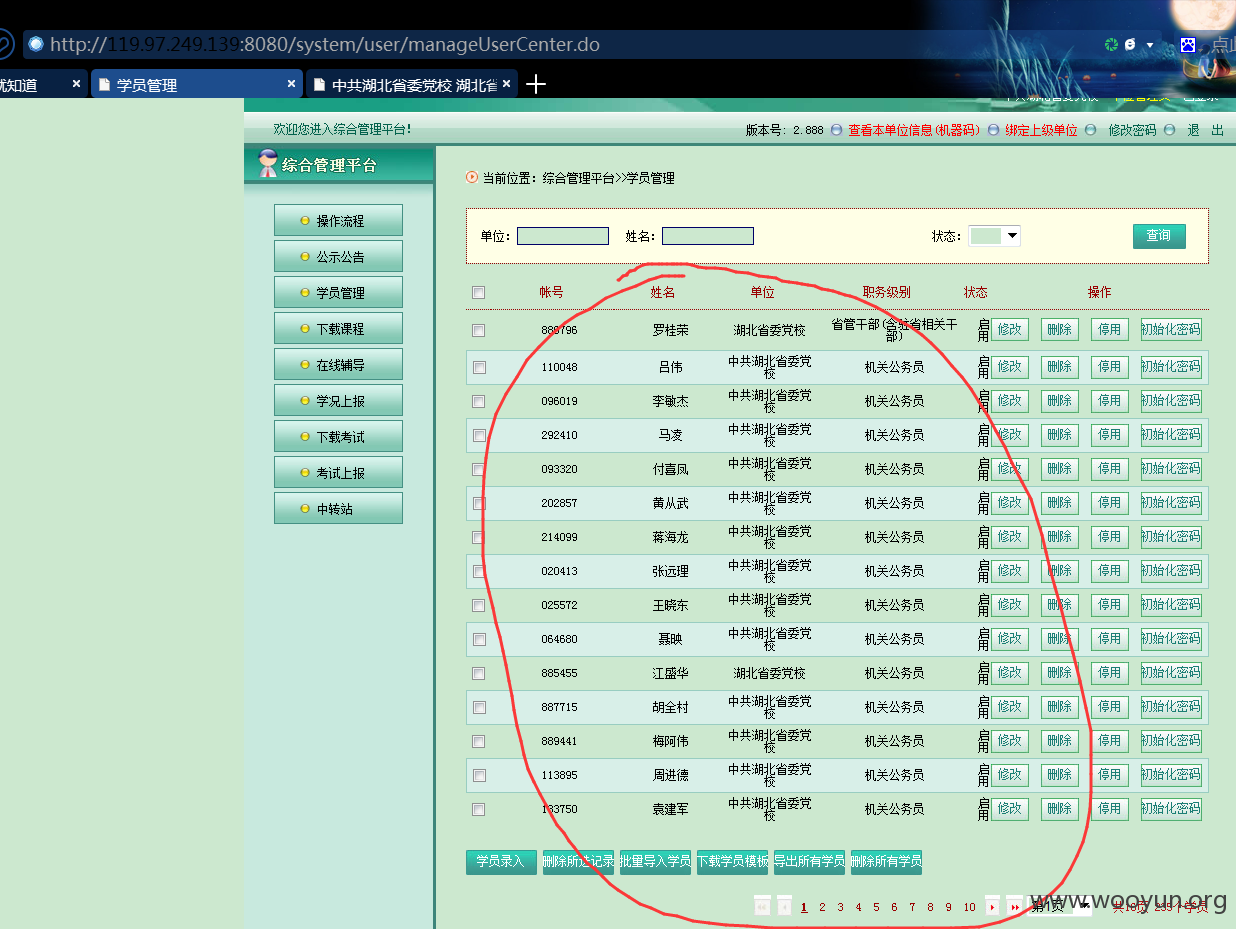 http://119.97.249.139:8080/system/user/manageUserCenter.do
点此
就知道
学员管理
中共湖北省委党校 湖北省
欢迎您进入综合管理平台!
版本号: 2.888 查看本单位信息(机器码) 绑定上级单位 修改密码 退 出
综合管理平台
当前位置: 综合管理平台>>学员管理
操作流程
公示公告
学员管理
下载课程
在线辅导
学况上报
下载考试
考试上报
中转站
单位: 姓名: 状态: 查询
帐号 姓名 单位 职务级别 状态 操作
889796 罗桂荣 湖北省委党校 省管干部(含驻省相关干部) 启用 修改 删除 停用 初始化密码
110048 吕伟 中共湖北省委党校 机关公务员 启用 修改 删除 停用 初始化密码
096019 李敏杰 中共湖北省委党校 机关公务员 启用 修改 删除 停用 初始化密码
292410 马凌 中共湖北省委党校 机关公务员 启用 修改 删除 停用 初始化密码
093320 付喜凤 中共湖北省委党校 机关公务员 启用 修改 删除 停用 初始化密码
202857 黄从武 中共湖北省委党校 机关公务员 启用 修改 删除 停用 初始化密码
214099 蒋海龙 中共湖北省委党校 机关公务员 启用 修改 删除 停用 初始化密码
020413 张远理 中共湖北省委党校 机关公务员 启用 修改 删除 停用 初始化密码
025572 王晓东 中共湖北省委党校 机关公务员 启用 修改 删除 停用 初始化密码
064680 聂映 中共湖北省委党校 机关公务员 启用 修改 删除 停用 初始化密码
885455 江盛华 湖北省委党校 机关公务员 启用 修改 删除 停用 初始化密码
887715 胡全村 中共湖北省委党校 机关公务员 启用 修改 删除 停用 初始化密码
889441 梅阿伟 中共湖北省委党校 机关公务员 启用 修改 删除 停用 初始化密码
113895 周进德 中共湖北省委党校 机关公务员 启用 修改 删除 停用 初始化密码
133750 袁建军 中共湖北省委党校 机关公务员 启用 修改 删除 停用 初始化密码
学员录入 删除所选记录 批量导入学员 下载学员模板 导出所有学员 删除所有学员
1 2 3 4 5 6 7 8 9 10 第1页
www.wooyun.org